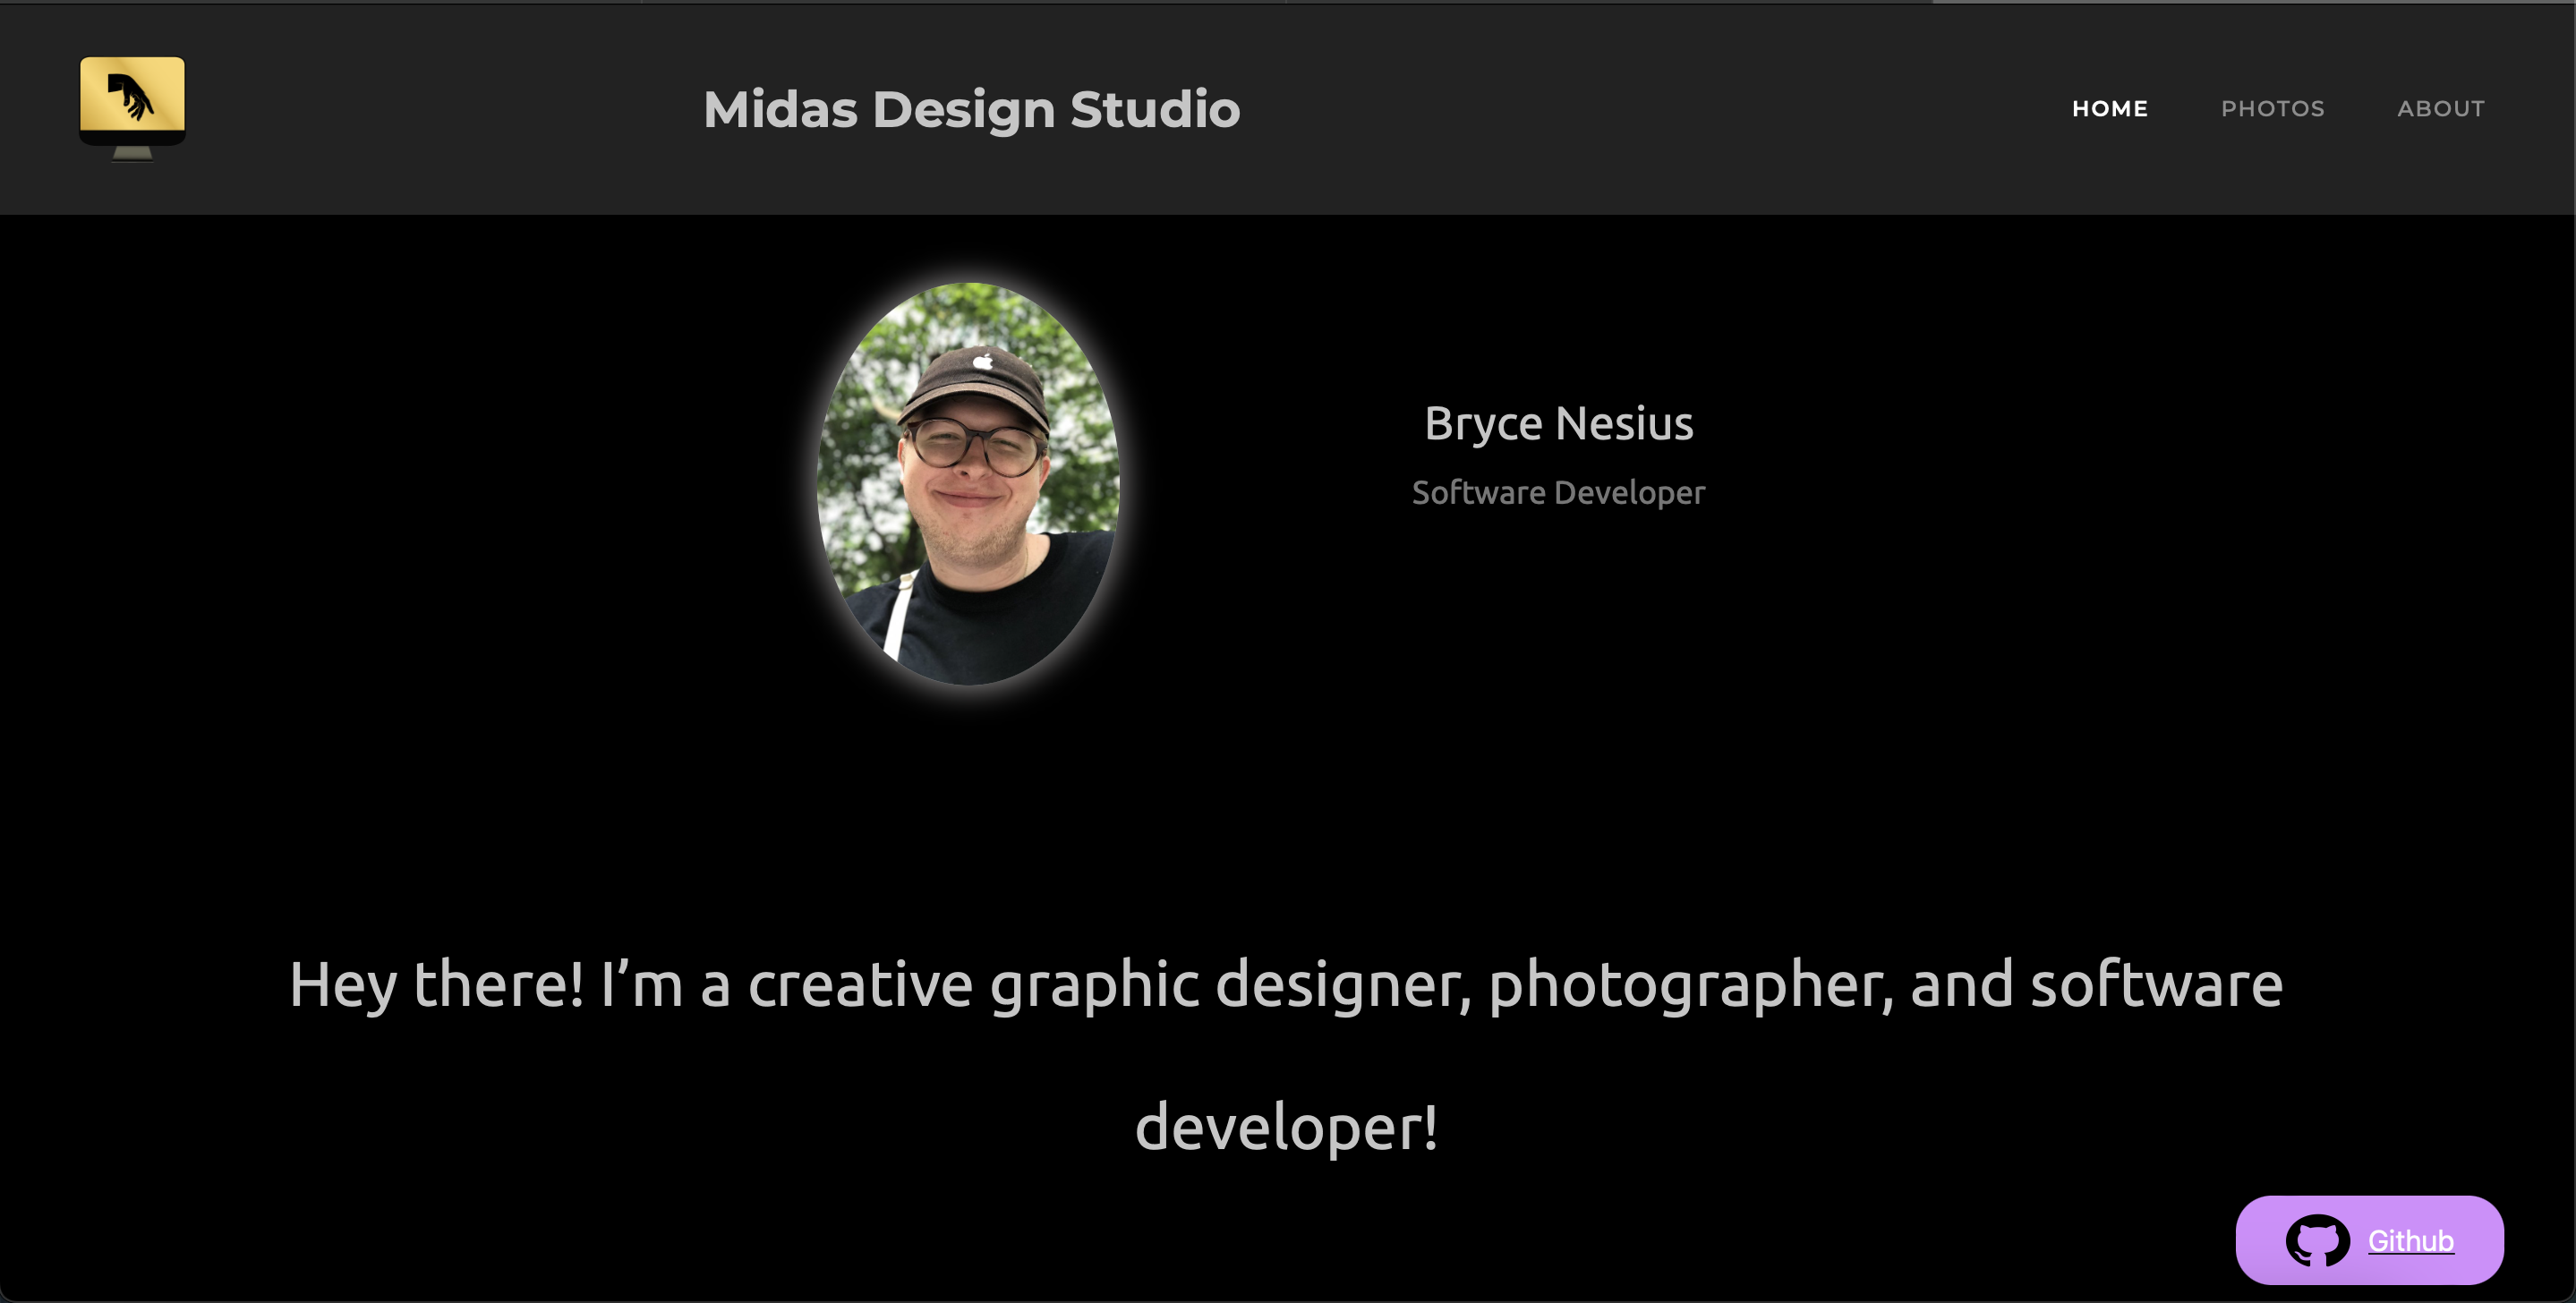 Midas Design Studio
HOME PHOTOS ABOUT
Bryce Nesius
Software Developer
Hey there! I’m a creative graphic designer, photographer, and software
developer!
Github